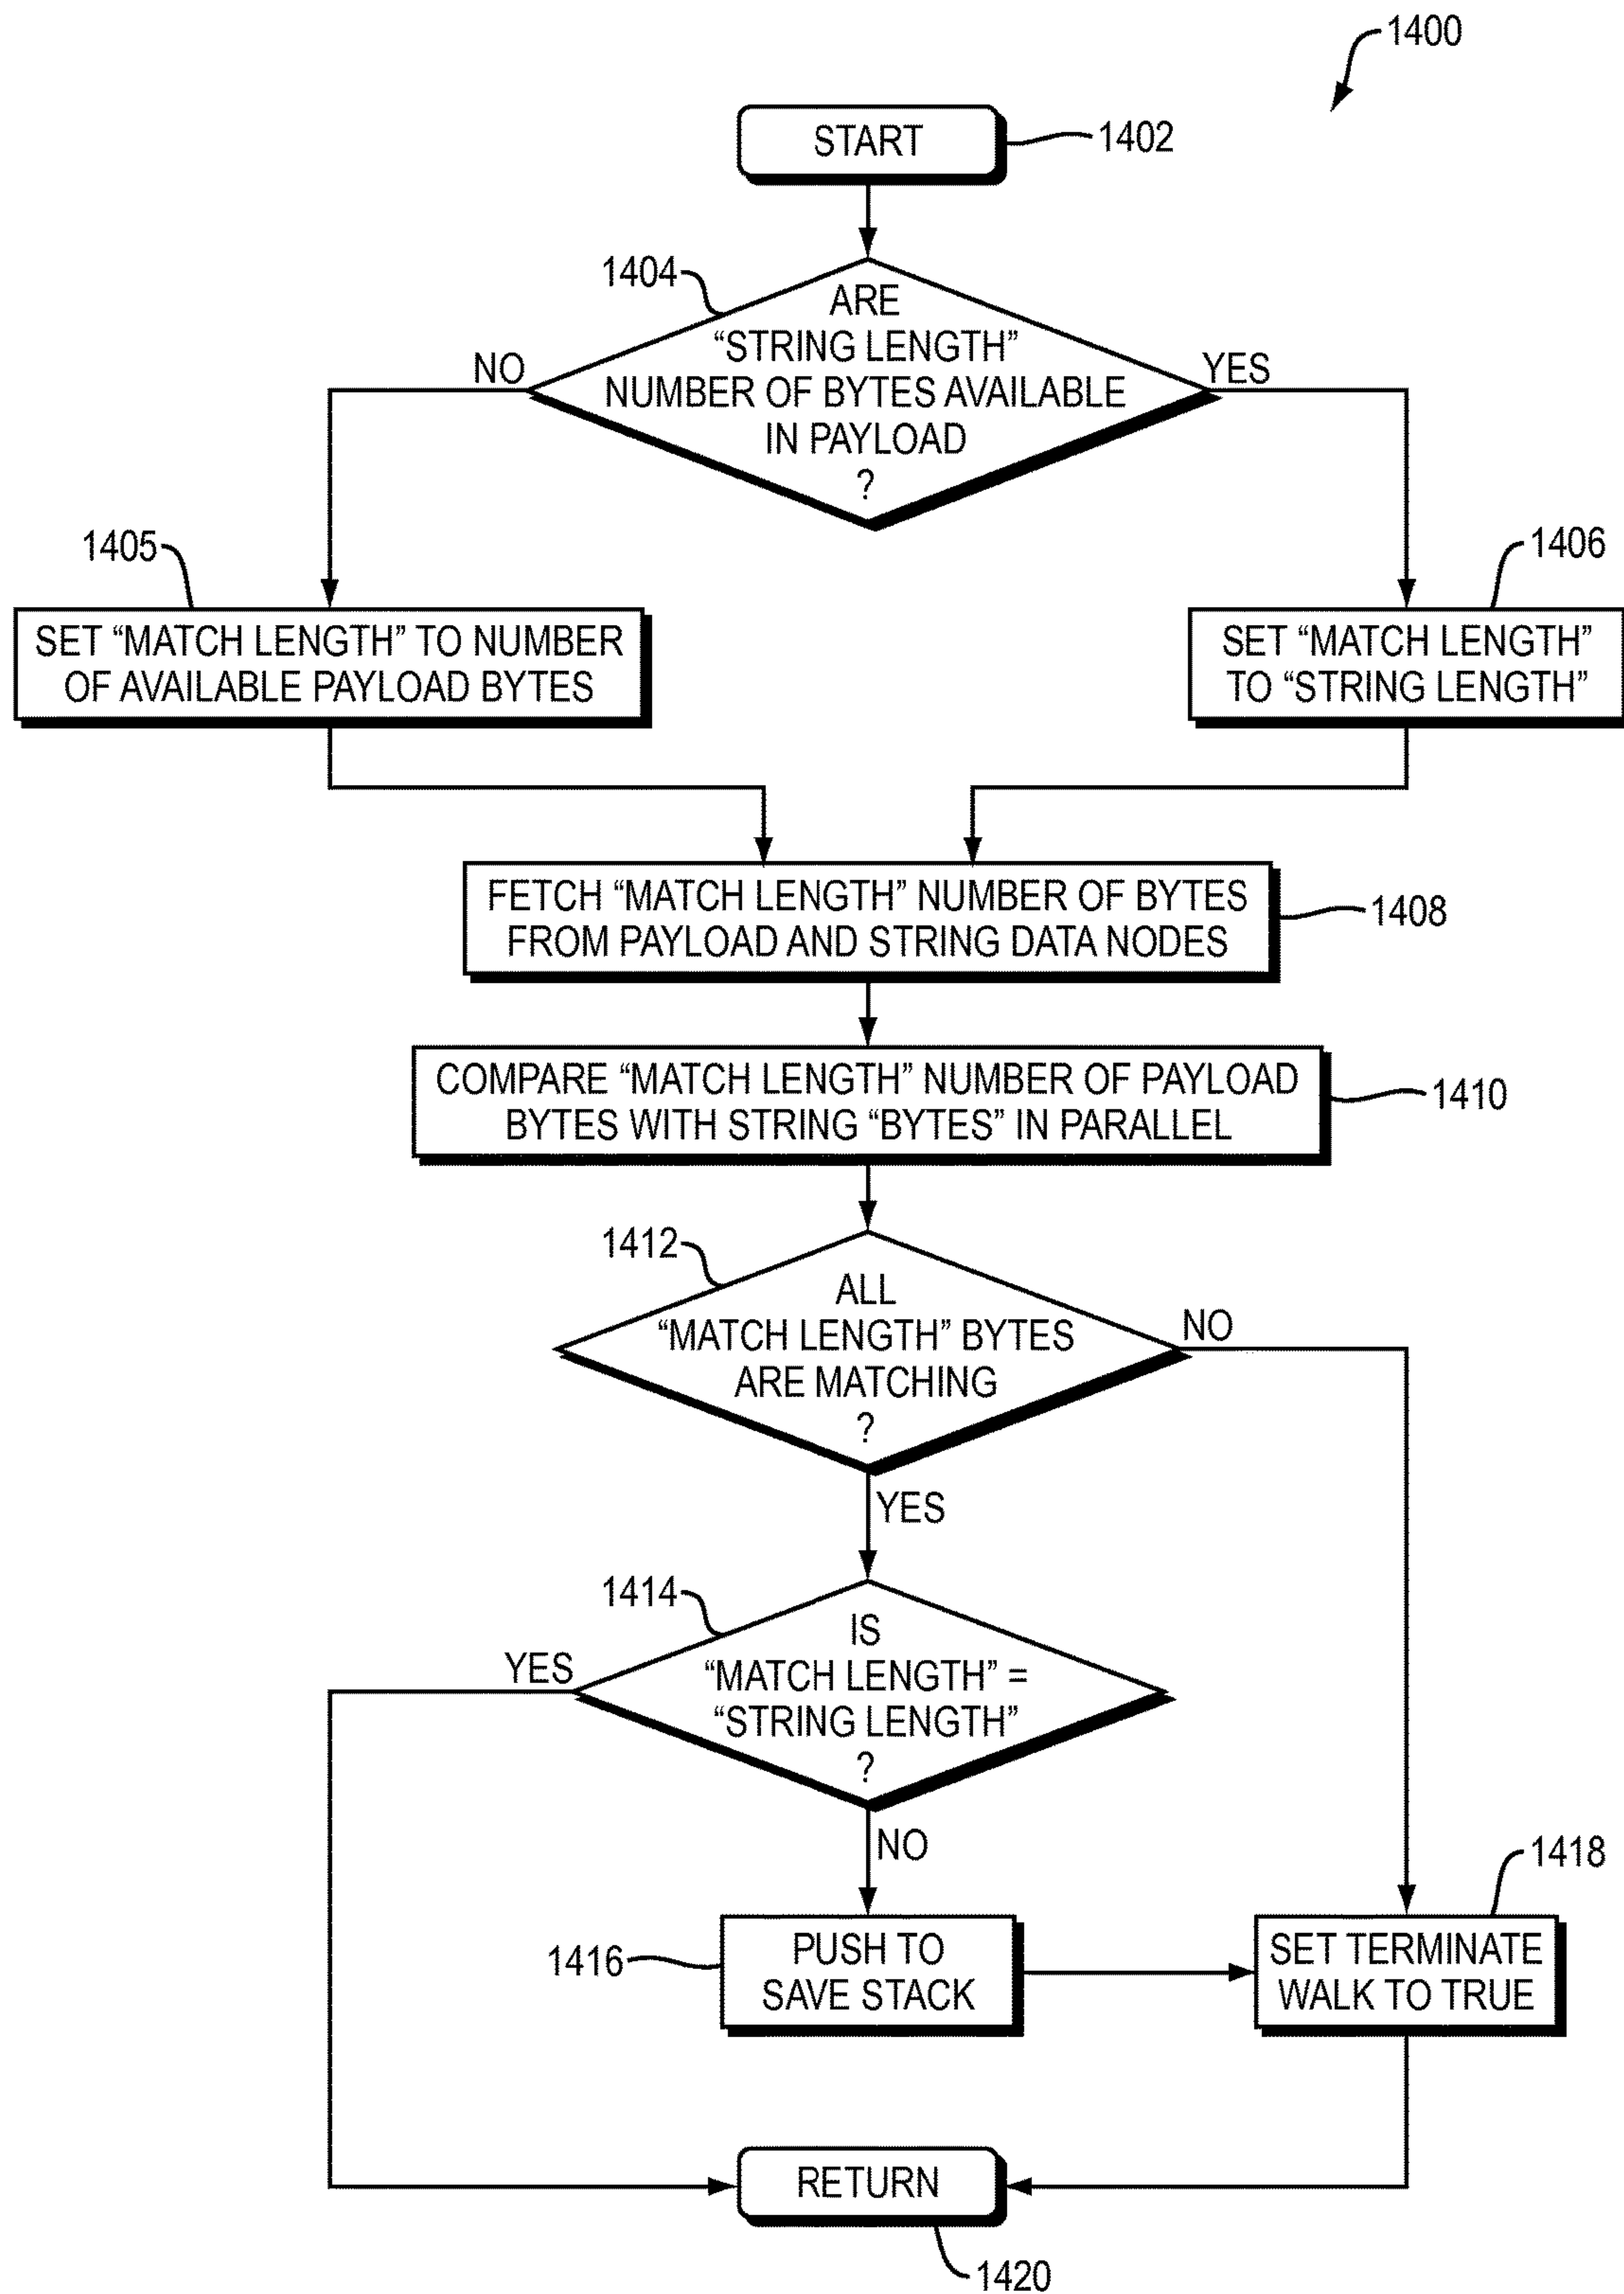 1400
START
1402
1404
ARE
“STRING LENGTH”
NUMBER OF BYTES AVAILABLE
IN PAYLOAD
?
NO
YES
1405
1406
SET “MATCH LENGTH” TO NUMBER
OF AVAILABLE PAYLOAD BYTES
SET “MATCH LENGTH”
TO “STRING LENGTH”
FETCH “MATCH LENGTH” NUMBER OF BYTES
FROM PAYLOAD AND STRING DATA NODES
1408
COMPARE “MATCH LENGTH” NUMBER OF PAYLOAD
BYTES WITH STRING “BYTES” IN PARALLEL
1410
1412
ALL
“MATCH LENGTH” BYTES
ARE MATCHING
?
NO
YES
1414
IS
“MATCH LENGTH” =
“STRING LENGTH”
?
YES
NO
1416
PUSH TO
SAVE STACK
1418
SET TERMINATE
WALK TO TRUE
RETURN
1420